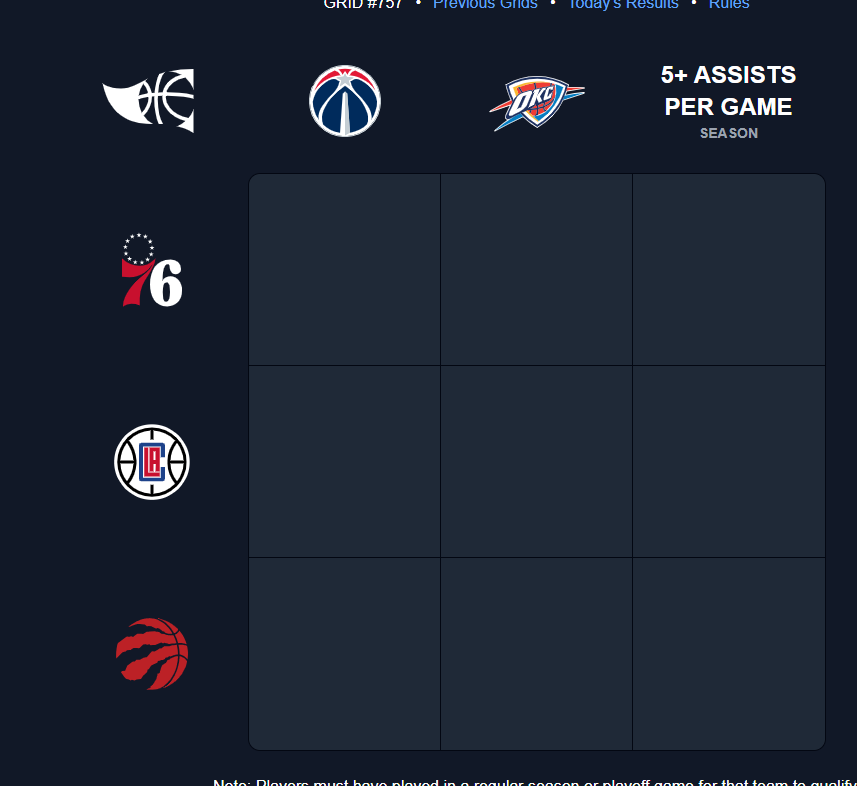 GRID #757 • Previous Grids • Today's Results • Rules
5+ ASSISTS
PER GAME
SEASON
OKC
76
LA
Note: Players must have played in a regular season or playoff game for that team to qualify